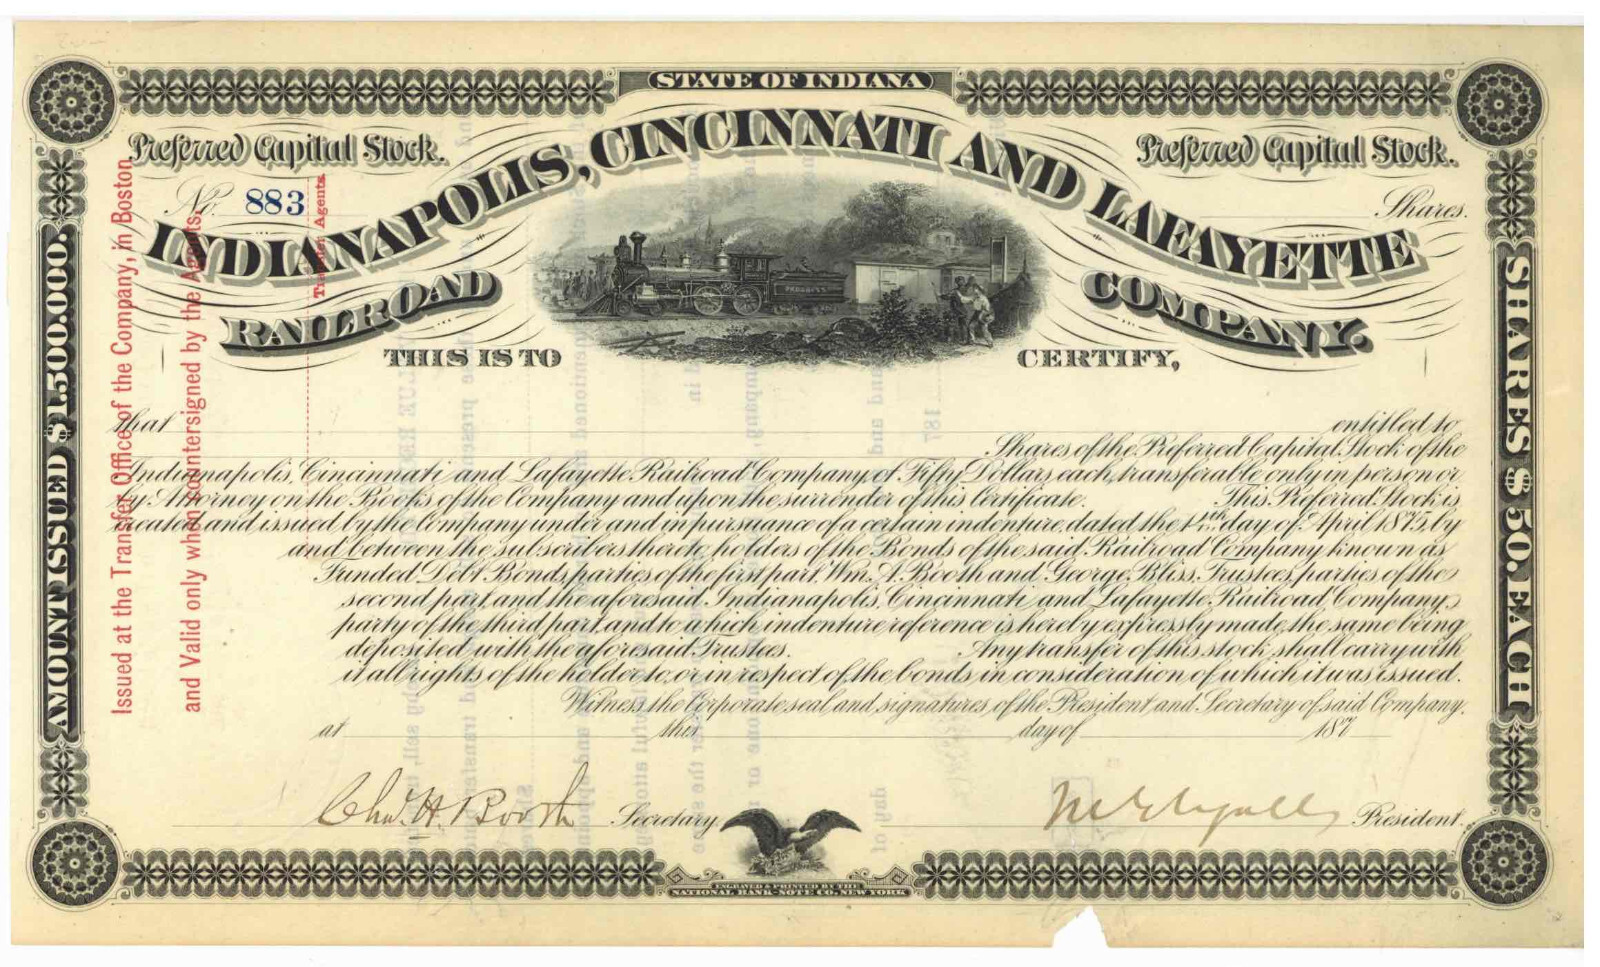 STATE OF INDIANA
Preferred Capital Stock.
Preferred Capital Stock.
No. 883
Shares.
INDIANAPOLIS, CINCINNATI AND LAFAYETTE
RAILROAD COMPANY.
THIS IS TO CERTIFY,
that entitled to
Shares of the Preferred Capital Stock of the
Indianapolis, Cincinnati and Lafayette Railroad Company of Fifty Dollars each, transferable only in person or
by Attorney on the Books of the Company and upon the surrender of this Certificate. This Preferred Stock is
created and issued by the Company under and in pursuance of a certain indenture, dated the 1st day of April 1875, by
and between the subscribers thereto, holders of the Bonds of the said Railroad Company known as
Funded Debt Bonds, parties of the first part, Wm. A. Booth and George Bliss, Trustees, parties of the
second part, and the aforesaid Indianapolis, Cincinnati and Lafayette Railroad Company,
party of the third part, and to which indenture reference is hereby expressly made, the same being
deposited with the aforesaid Trustees. Any transfer of this stock shall carry with
it all rights of the holder to, or in respect of the bonds in consideration of which it was issued.
Witness the Corporate seal and signatures of the President and Secretary of said Company.
at this day of 187
Chas. H. Booth Secretary.
President.
ENGRAVED & PRINTED BY THE
NATIONAL BANK-NOTE CO. NEW YORK
AMOUNT ISSUED $1,500,000.
SHARES $50. EACH
Issued at the Transfer Office of the Company, in Boston
and Valid only when countersigned by the Agents.
Transfer Agents.